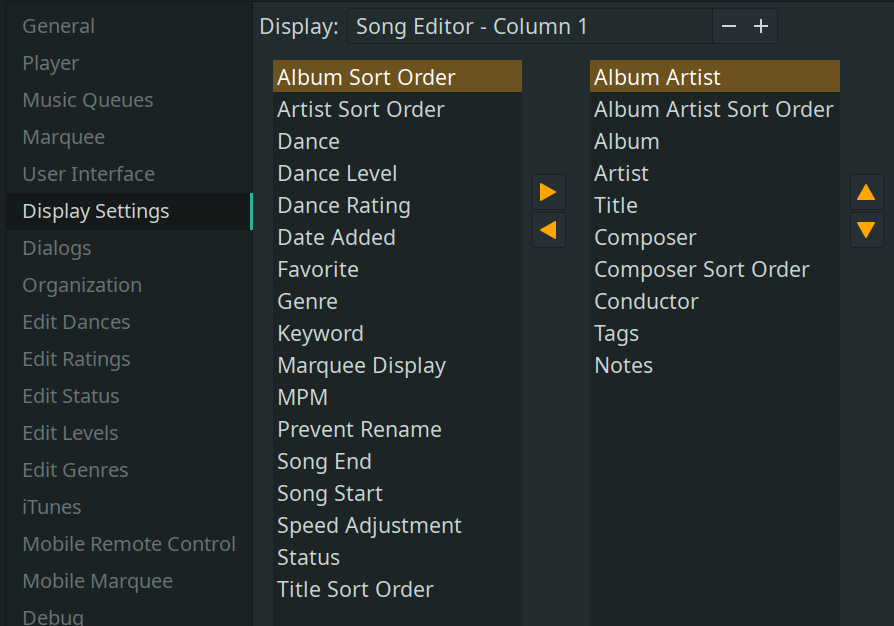 General
Player
Music Queues
Marquee
User Interface
Display Settings
Dialogs
Organization
Edit Dances
Edit Ratings
Edit Status
Edit Levels
Edit Genres
iTunes
Mobile Remote Control
Mobile Marquee
Debug
Display: Song Editor - Column 1 − +
Album Sort Order
Artist Sort Order
Dance
Dance Level
Dance Rating
Date Added
Favorite
Genre
Keyword
Marquee Display
MPM
Prevent Rename
Song End
Song Start
Speed Adjustment
Status
Title Sort Order
Album Artist
Album Artist Sort Order
Album
Artist
Title
Composer
Composer Sort Order
Conductor
Tags
Notes